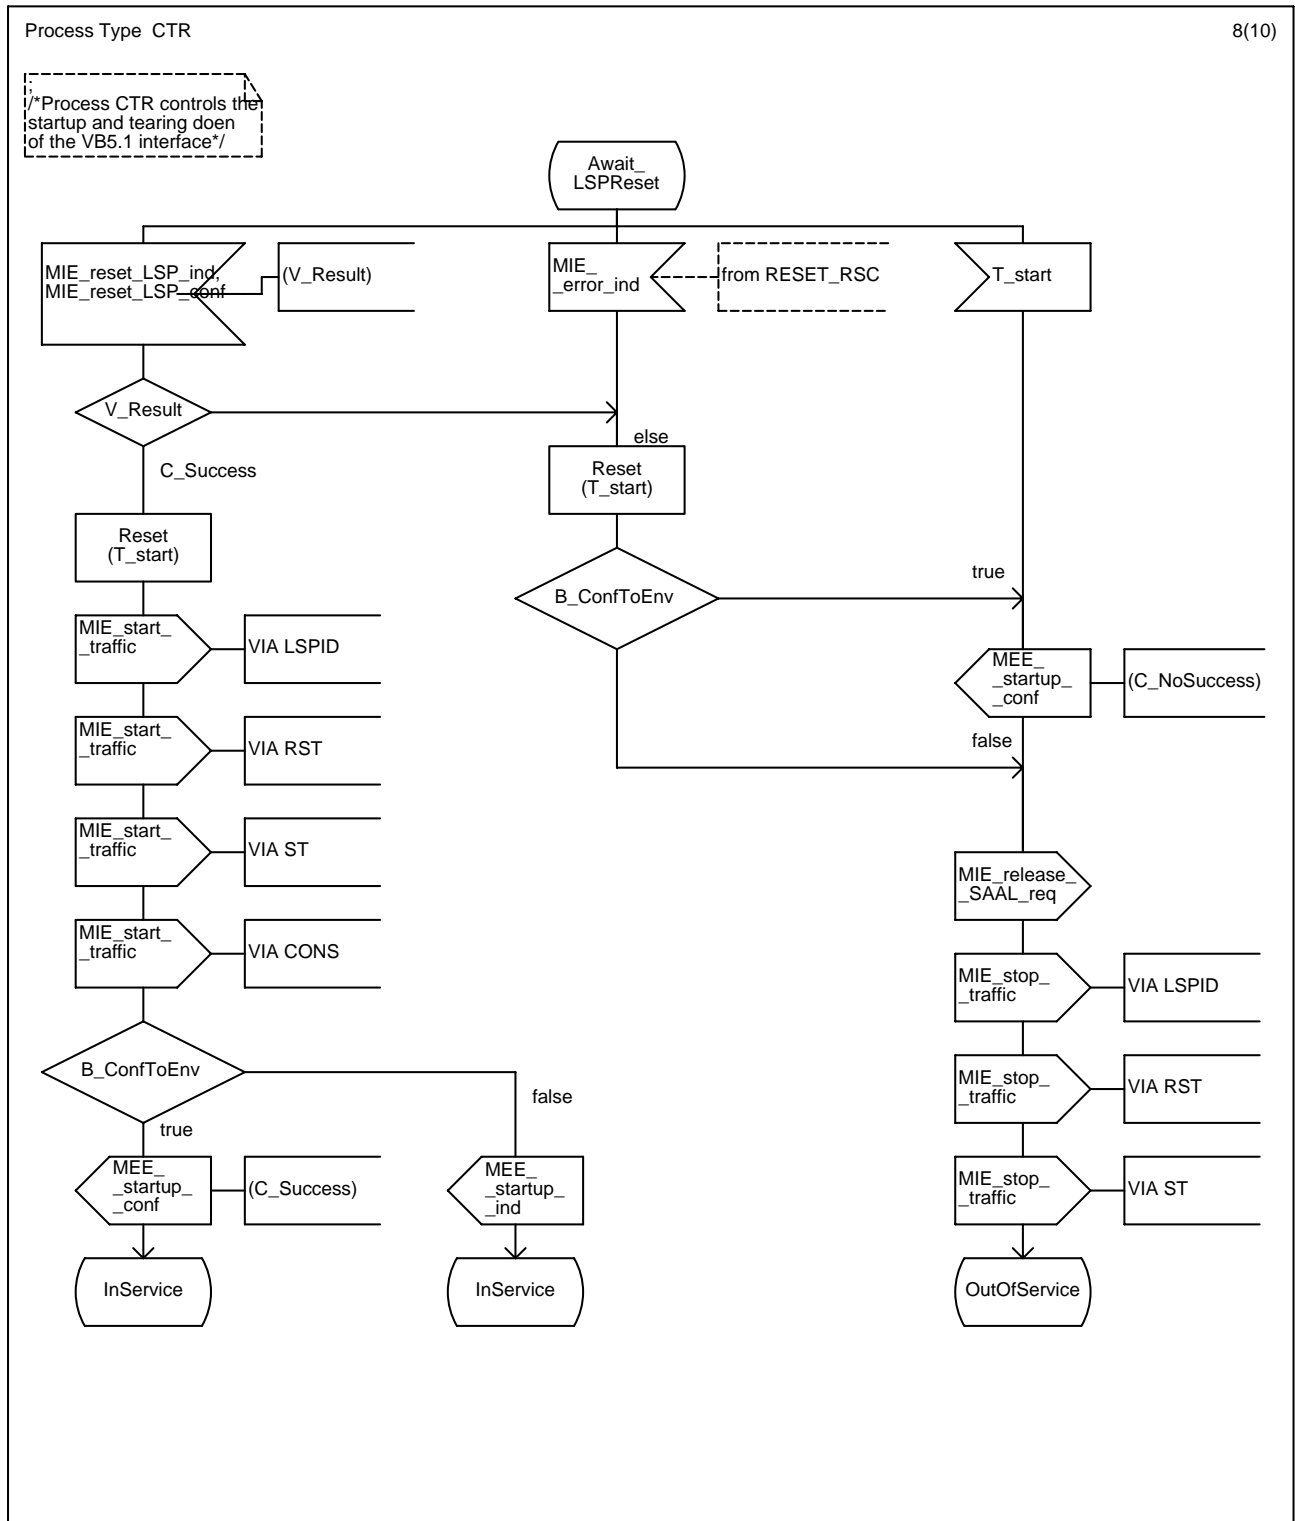 Process Type  CTR
8(10)
;
/*Process CTR controls the
startup and tearing doen
of the VB5.1 interface*/
Await_
LSPReset
MIE_reset_LSP_ind,
MIE_reset_LSP_conf
(V_Result)
MIE_
_error_ind
from RESET_RSC
T_start
V_Result
else
C_Success
Reset
(T_start)
Reset
(T_start)
B_ConfToEnv
true
MIE_start_
_traffic
VIA LSPID
MEE_
_startup_
_conf
(C_NoSuccess)
false
MIE_start_
_traffic
VIA RST
MIE_start_
_traffic
VIA ST
MIE_release_
_SAAL_req
MIE_start_
_traffic
VIA CONS
MIE_stop_
_traffic
VIA LSPID
B_ConfToEnv
false
true
MIE_stop_
_traffic
VIA RST
MEE_
_startup_
_conf
(C_Success)
MEE_
_startup_
_ind
MIE_stop_
_traffic
VIA ST
InService
InService
OutOfService